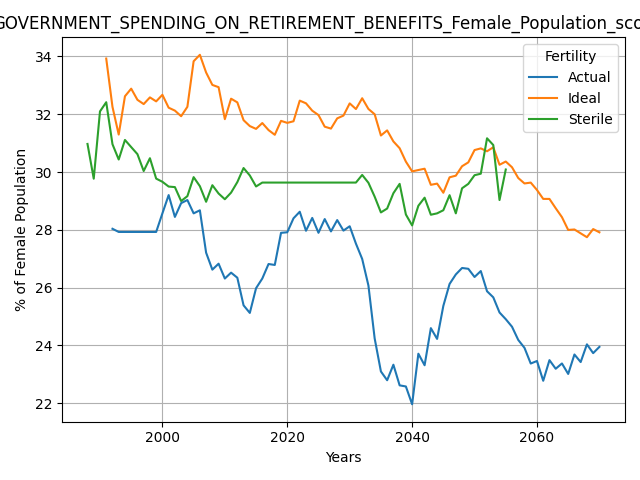 GOVERNMENT_SPENDING_ON_RETIREMENT_BENEFITS_Female_Population_sco
Fertility
Actual
Ideal
Sterile
% of Female Population
34
32
30
28
26
24
22
2000 2020 2040 2060
Years